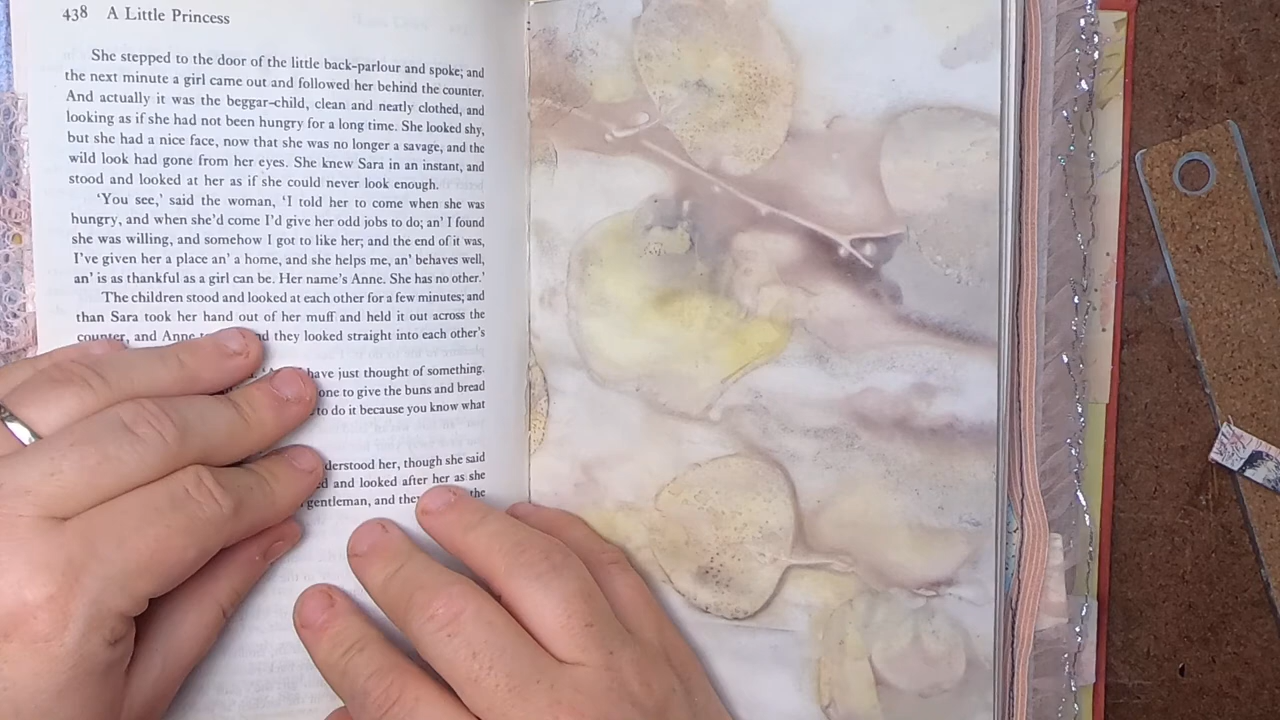 438 A Little Princess
She stepped to the door of the little back-parlour and spoke; and
the next minute a girl came out and followed her behind the counter.
And actually it was the beggar-child, clean and neatly clothed, and
looking as if she had not been hungry for a long time. She looked shy,
but she had a nice face, now that she was no longer a savage, and the
wild look had gone from her eyes. She knew Sara in an instant, and
stood and looked at her as if she could never look enough.
‘You see,’ said the woman, ‘I told her to come when she was
hungry, and when she’d come I’d give her odd jobs to do; an’ I found
she was willing, and somehow I got to like her; and the end of it was,
I’ve given her a place an’ a home, and she helps me, an’ behaves well,
an’ is as thankful as a girl can be. Her name’s Anne. She has no other.’
The children stood and looked at each other for a few minutes; and
than Sara took her hand out of her muff and held it out across the
counter, and Anne they looked straight into each other’s
have just thought of something.
one to give the buns and bread
to do it because you know what
her, though she said
and looked after her as she
gentleman, and the